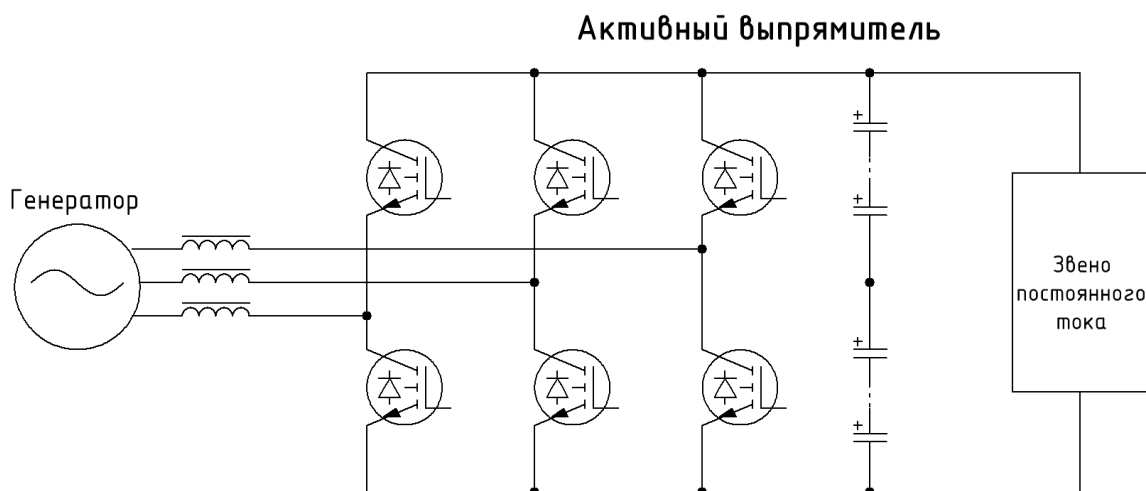 Активный выпрямитель
Генератор
Звено
постоянного
тока